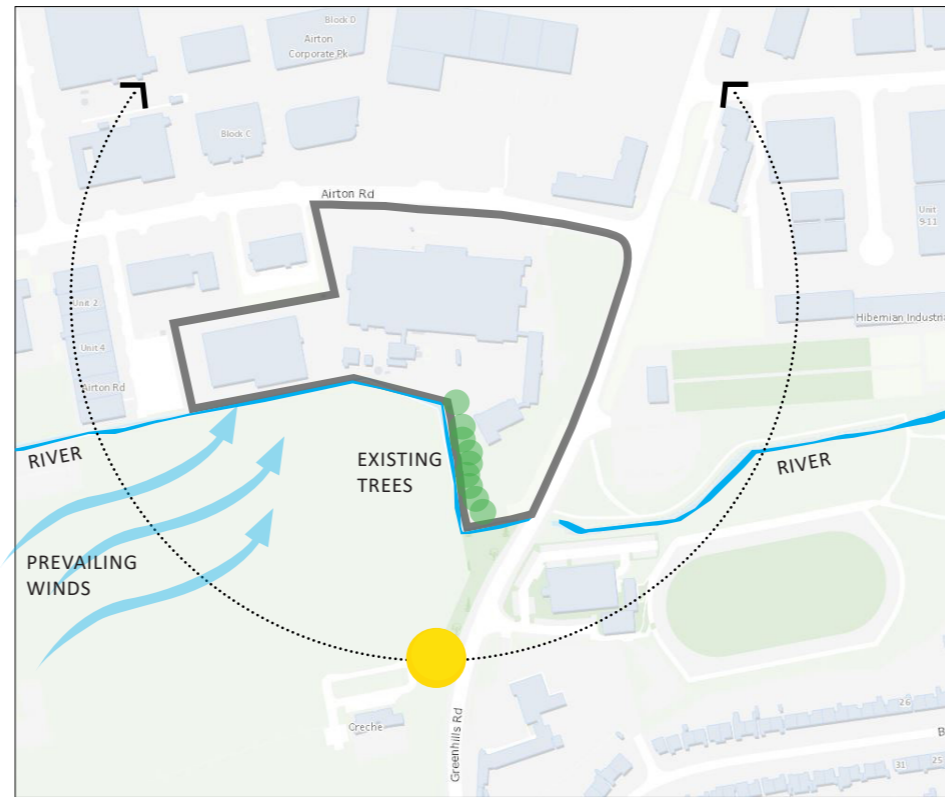 Block D
Airton
Corporate Pk
Block C
Airton Rd
Unit
9-11
Unit 2
Hibernian Industria
Unit 4
Airton Rd
RIVER
EXISTING
TREES
RIVER
PREVAILING
WINDS
Creche
Greenhills Rd
26
B
31
25